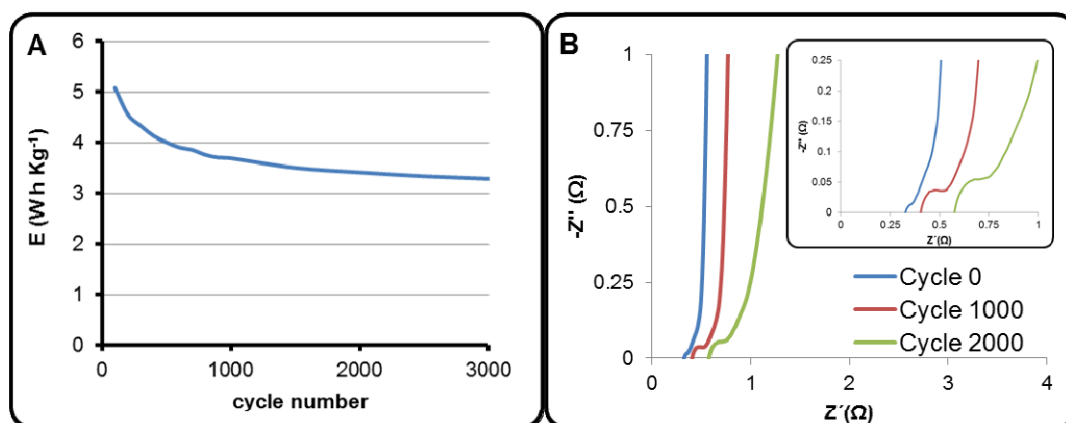 A
E (W h Kg⁻¹)
6
5
4
3
2
1
0
0 1000 2000 3000
cycle number
B
-Z'' (Ω)
1
0.75
0.5
0.25
0
0 1 2 3 4
Z´(Ω)
-Z'' (Ω)
0.25
0.2
0.15
0.1
0.05
0
0 0.25 0.5 0.75 1
Z´(Ω)
Cycle 0
Cycle 1000
Cycle 2000